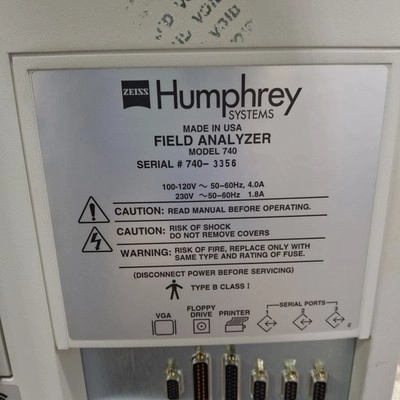 ZEISS Humphrey
SYSTEMS
MADE IN USA
FIELD ANALYZER
MODEL 740
SERIAL # 740- 3356
100-120V ~ 50-60Hz, 4.0A
230V ~50-60Hz 1.8A
CAUTION: READ MANUAL BEFORE OPERATING.
CAUTION: RISK OF SHOCK
DO NOT REMOVE COVERS
WARNING: RISK OF FIRE, REPLACE ONLY WITH
SAME TYPE AND RATING OF FUSE.
(DISCONNECT POWER BEFORE SERVICING)
TYPE B CLASS I
VGA
FLOPPY
DRIVE
PRINTER
SERIAL PORTS
1 2 3